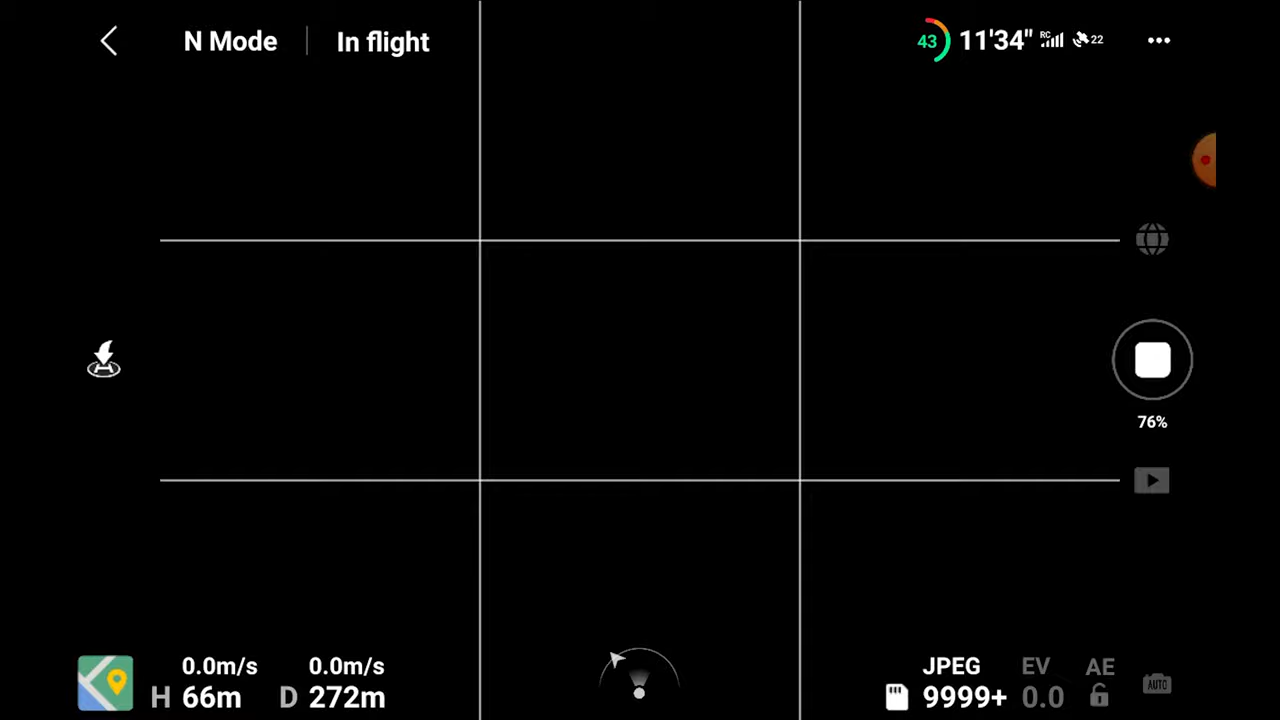 N Mode In flight 43 11'34" RC 22
76%
0.0m/s 0.0m/s JPEG EV AE
H 66m D 272m 9999+ 0.0 AUTO